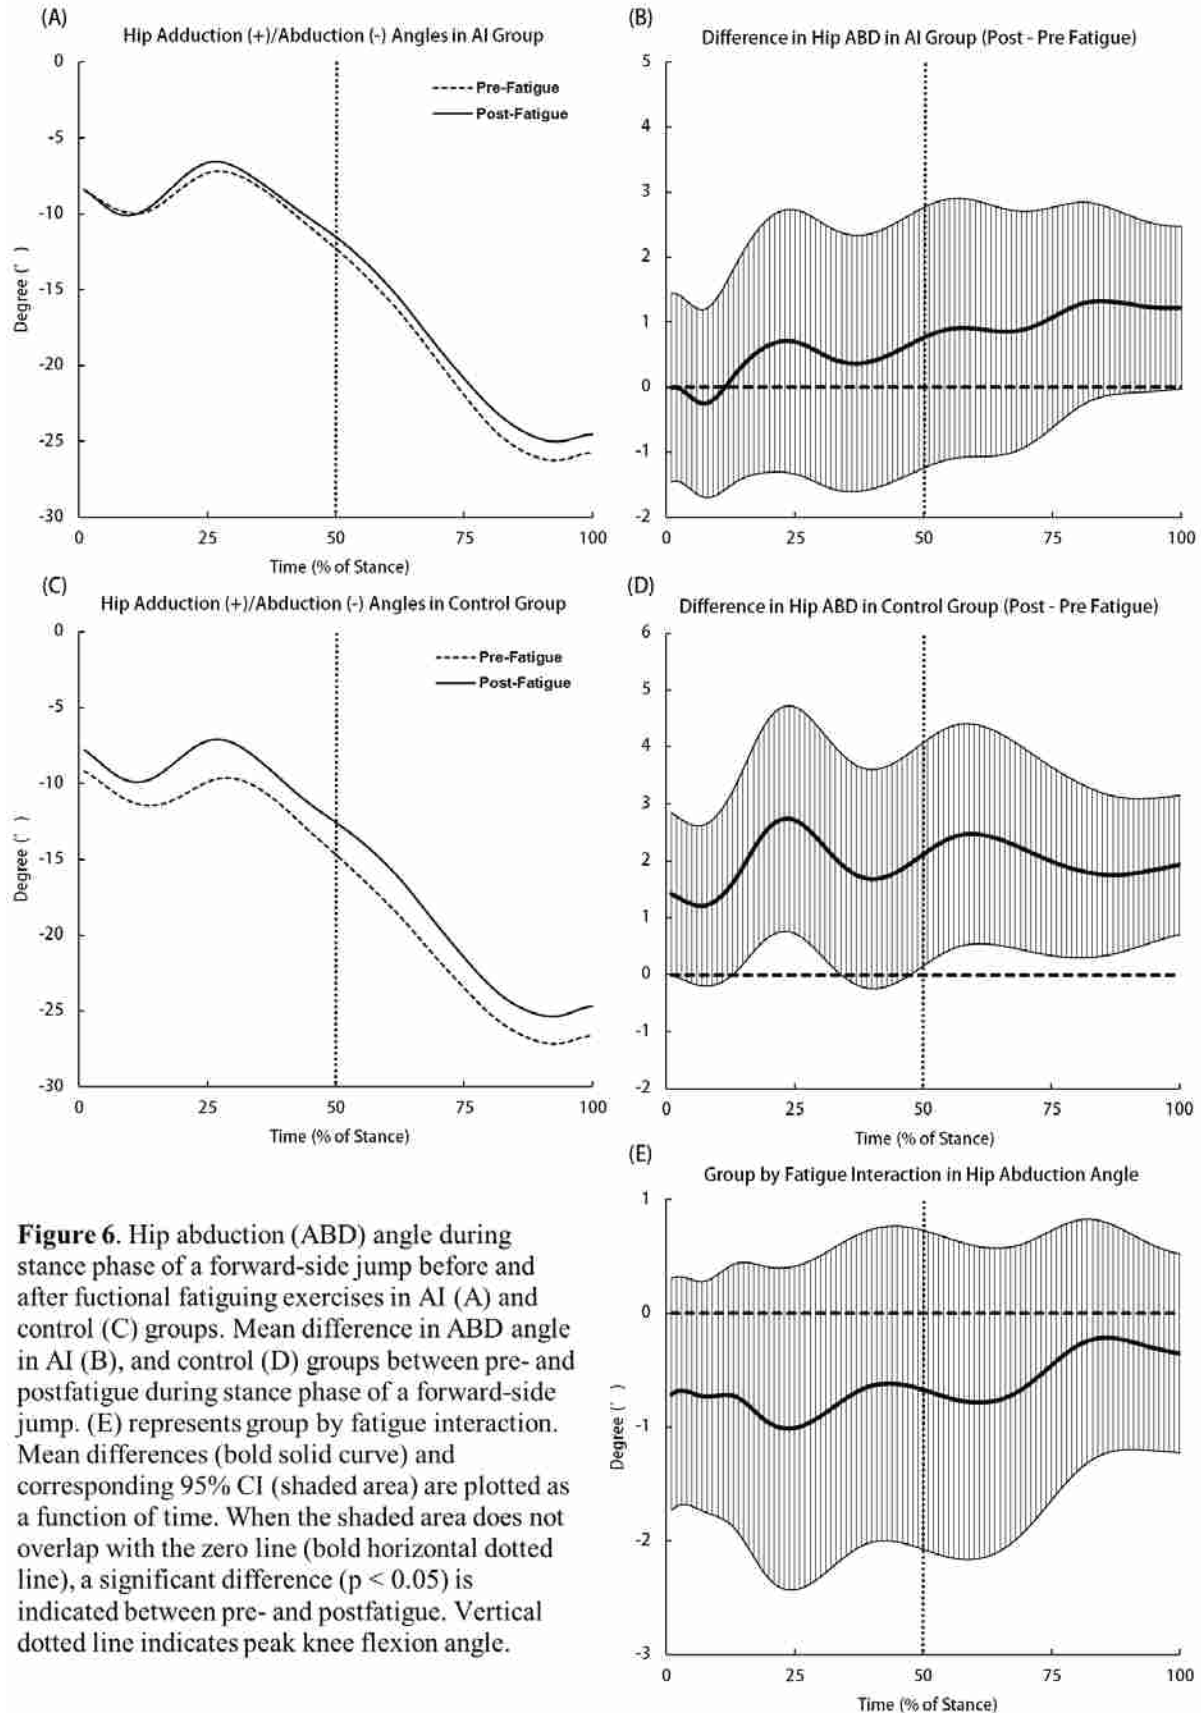 (A)
Hip Adduction (+)/Abduction (-) Angles in AI Group
0
-5
-10
-15
-20
-25
-30
Degree (°)
Pre-Fatigue
Post-Fatigue
0 25 50 75 100
Time (% of Stance)
(B)
Difference in Hip ABD in AI Group (Post - Pre Fatigue)
5
4
3
2
1
0
-1
-2
0 25 50 75 100
(C)
Hip Adduction (+)/Abduction (-) Angles in Control Group
0
-5
-10
-15
-20
-25
-30
Degree (°)
Pre-Fatigue
Post-Fatigue
0 25 50 75 100
Time (% of Stance)
(D)
Difference in Hip ABD in Control Group (Post - Pre Fatigue)
6
5
4
3
2
1
0
-1
-2
0 25 50 75 100
Time (% of Stance)
(E)
Group by Fatigue Interaction in Hip Abduction Angle
1
0
-1
-2
-3
Degree (°)
0 25 50 75 100
Time (% of Stance)
Figure 6. Hip abduction (ABD) angle during
stance phase of a forward-side jump before and
after fuctional fatiguing exercises in AI (A) and
control (C) groups. Mean difference in ABD angle
in AI (B), and control (D) groups between pre- and
postfatigue during stance phase of a forward-side
jump. (E) represents group by fatigue interaction.
Mean differences (bold solid curve) and
corresponding 95% CI (shaded area) are plotted as
a function of time. When the shaded area does not
overlap with the zero line (bold horizontal dotted
line), a significant difference (p < 0.05) is
indicated between pre- and postfatigue. Vertical
dotted line indicates peak knee flexion angle.